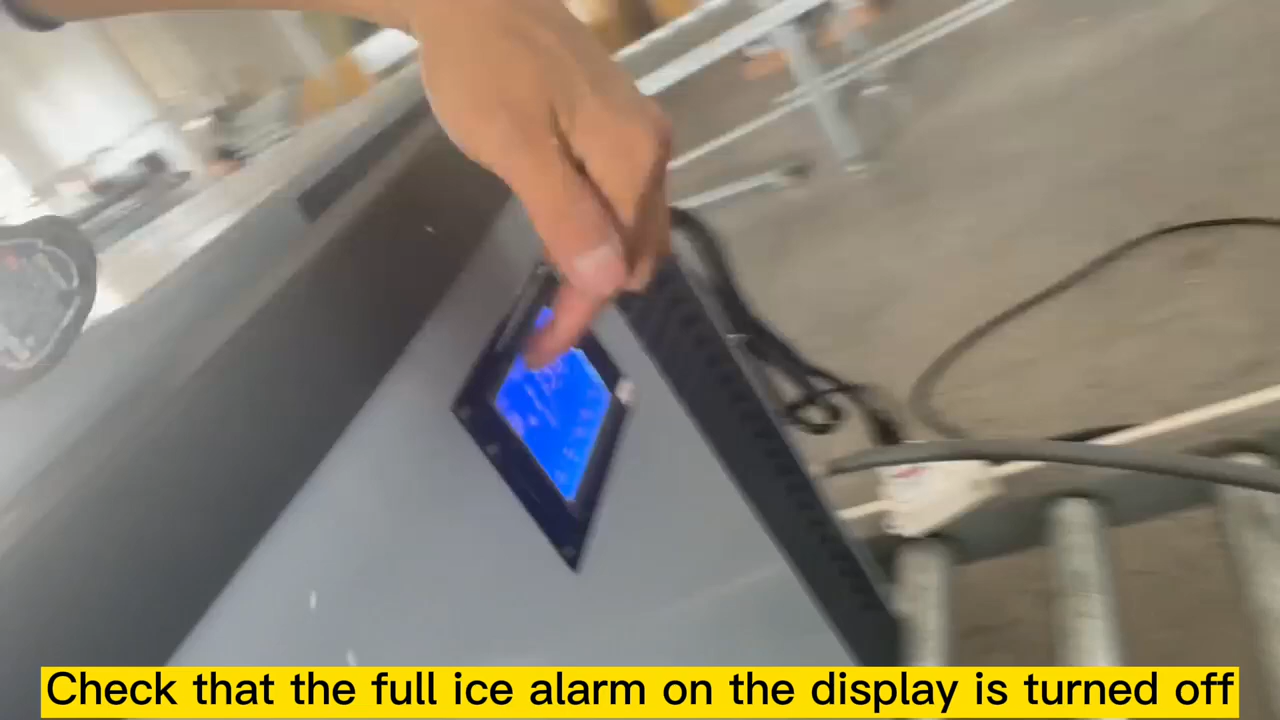 Check that the full ice alarm on the display is turned off